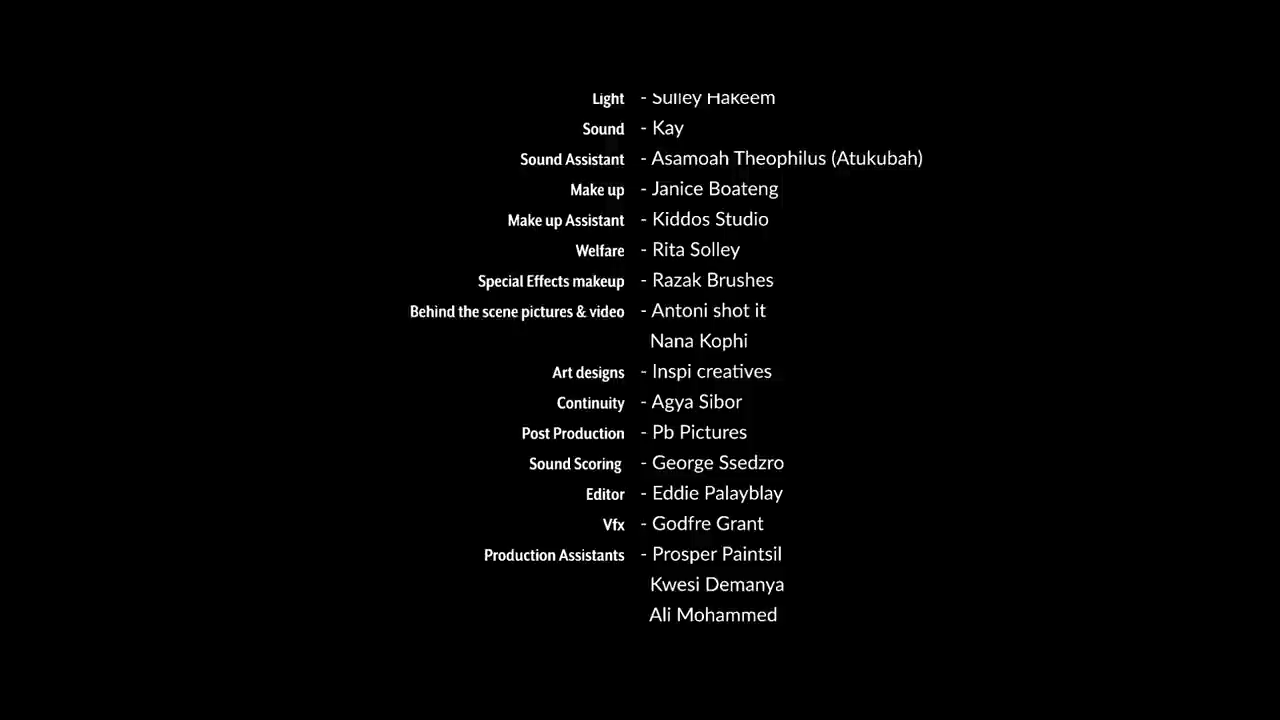 Light - Sulley Hakeem
Sound - Kay
Sound Assistant - Asamoah Theophilus (Atukubah)
Make up - Janice Boateng
Make up Assistant - Kiddos Studio
Welfare - Rita Solley
Special Effects makeup - Razak Brushes
Behind the scene pictures & video - Antoni shot it
Nana Kophi
Art designs - Inspi creatives
Continuity - Agya Sibor
Post Production - Pb Pictures
Sound Scoring - George Ssedzro
Editor - Eddie Palayblay
Vfx - Godfre Grant
Production Assistants - Prosper Paintsil
Kwesi Demanya
Ali Mohammed